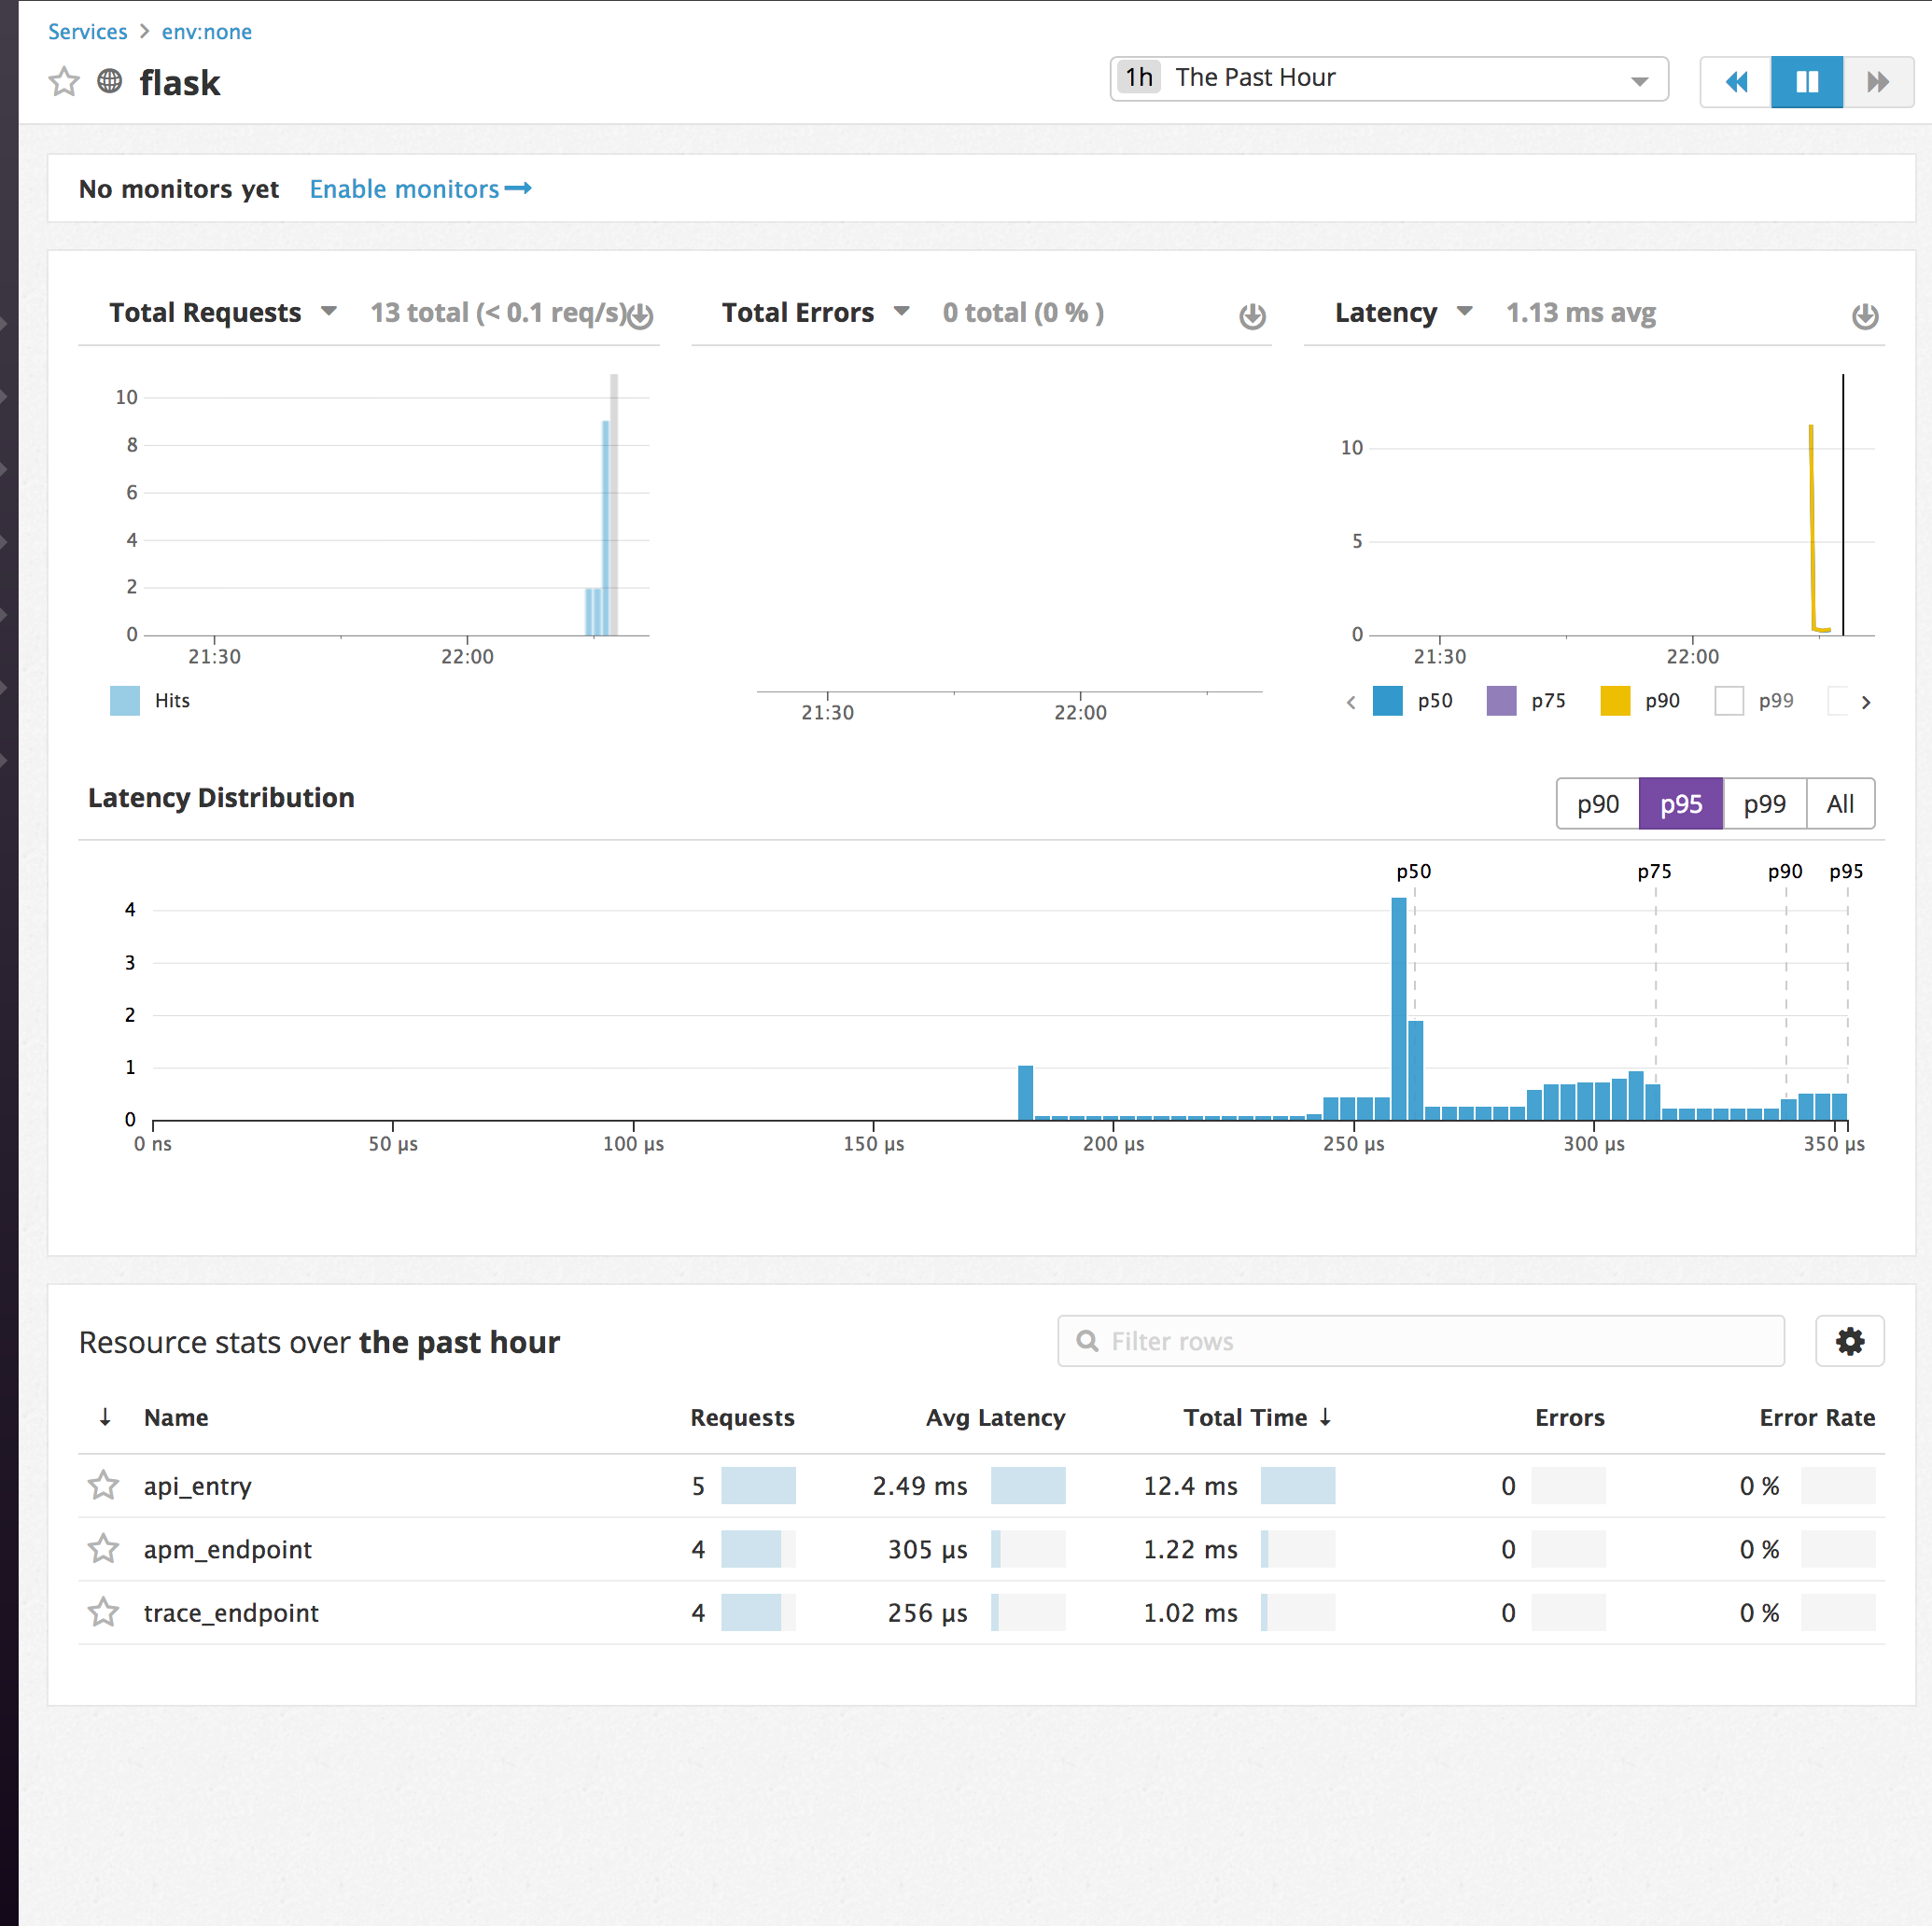 Services > env:none
flask
1h The Past Hour
No monitors yet Enable monitors→
Total Requests 13 total (< 0.1 req/s)
10
8
6
4
2
0
21:30 22:00
Hits
Total Errors 0 total (0 % )
21:30 22:00
Latency 1.13 ms avg
10
5
0
21:30 22:00
p50 p75 p90 p99
Latency Distribution
p90 p95 p99 All
p50 p75 p90 p95
4
3
2
1
0
0 ns 50 μs 100 μs 150 μs 200 μs 250 μs 300 μs 350 μs
Resource stats over the past hour
Filter rows
↓ Name Requests Avg Latency Total Time ↓ Errors Error Rate
api_entry 5 2.49 ms 12.4 ms 0 0 %
apm_endpoint 4 305 μs 1.22 ms 0 0 %
trace_endpoint 4 256 μs 1.02 ms 0 0 %